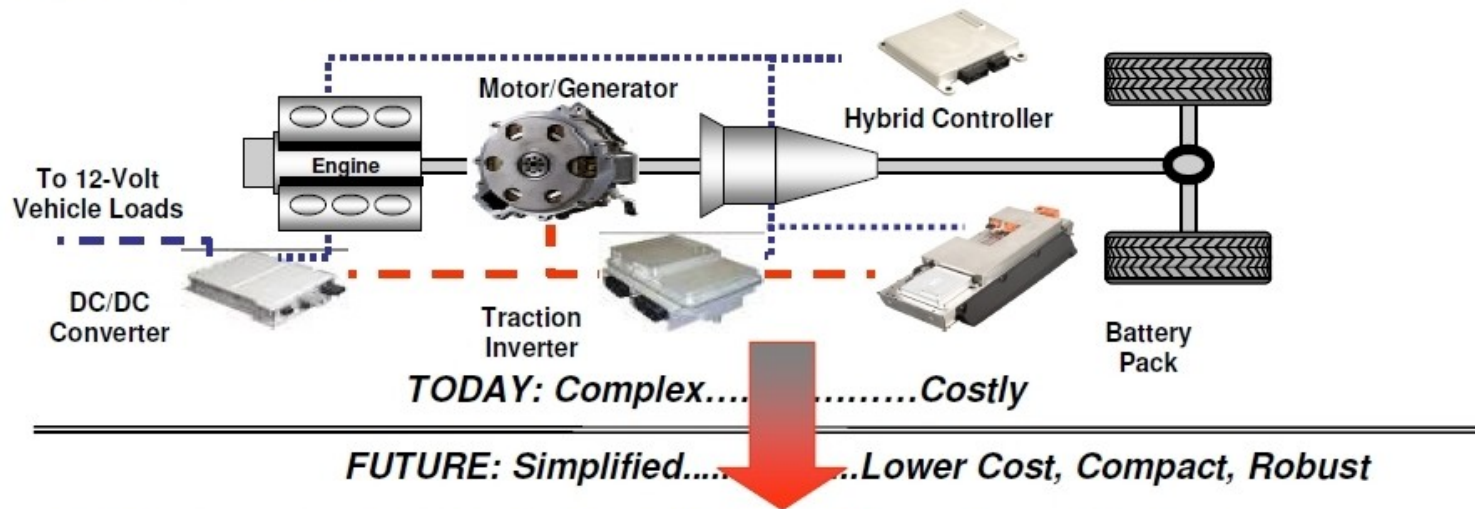 Motor/Generator
Hybrid Controller
Engine
To 12-Volt
Vehicle Loads
DC/DC
Converter
Traction
Inverter
Battery
Pack
TODAY: Complex.................Costly
FUTURE: Simplified.................Lower Cost, Compact, Robust